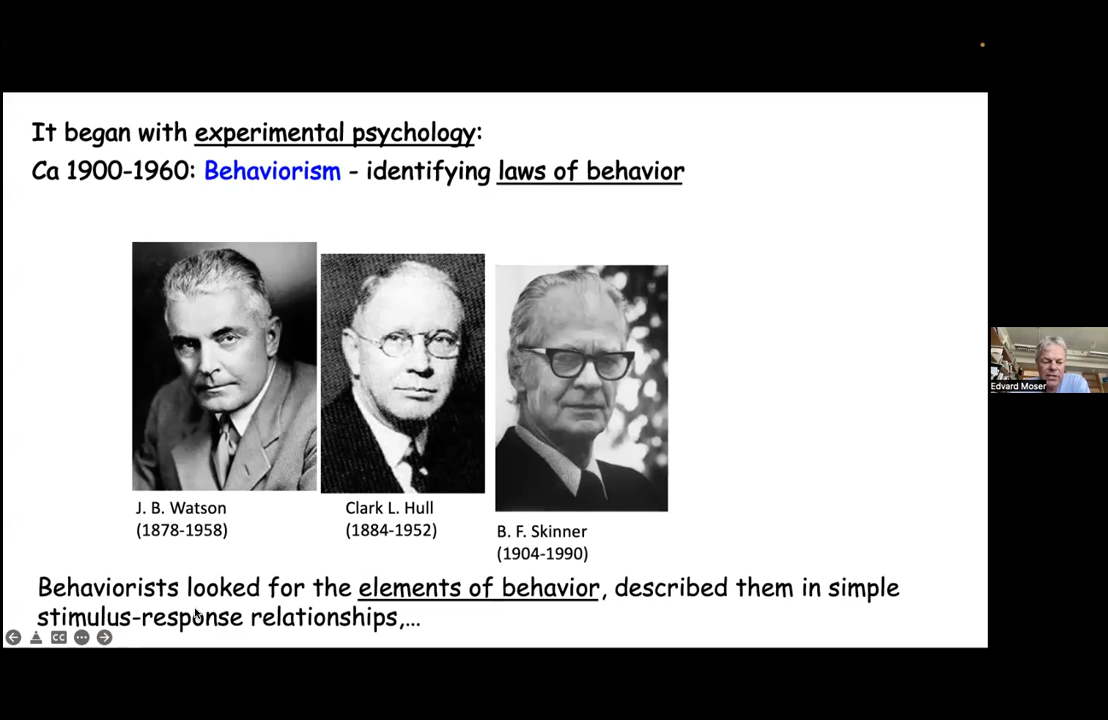 It began with experimental psychology:
Ca 1900-1960: Behaviorism - identifying laws of behavior
J. B. Watson
(1878-1958)
Clark L. Hull
(1884-1952)
B. F. Skinner
(1904-1990)
Edvard Moser
Behaviorists looked for the elements of behavior, described them in simple
stimulus-response relationships,...
CC